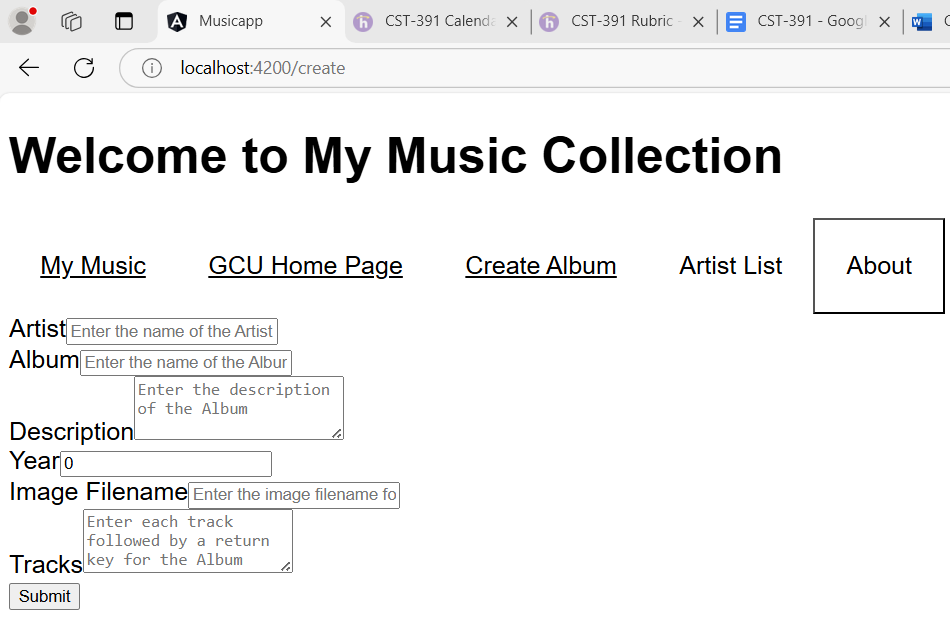 Musicapp
CST-391 Calenda
CST-391 Rubric -
CST-391 - Googl
localhost:4200/create
Welcome to My Music Collection
My Music GCU Home Page Create Album Artist List About
Artist Enter the name of the Artist
Album Enter the name of the Albur
Enter the description
of the Album
Description
Year 0
Image Filename Enter the image filename fo
Enter each track
followed by a return
key for the Album
Tracks
Submit